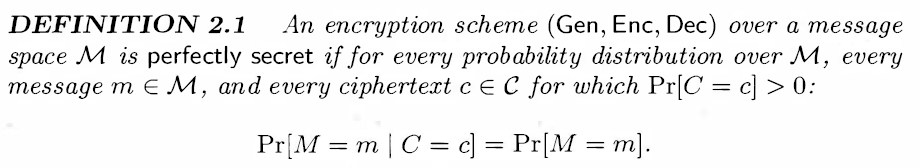 DEFINITION 2.1 An encryption scheme (Gen, Enc, Dec) over a message
space ℳ is perfectly secret if for every probability distribution over ℳ, every
message m ∈ ℳ, and every ciphertext c ∈ 𝒞 for which Pr[C = c] > 0:
Pr[M = m | C = c] = Pr[M = m].